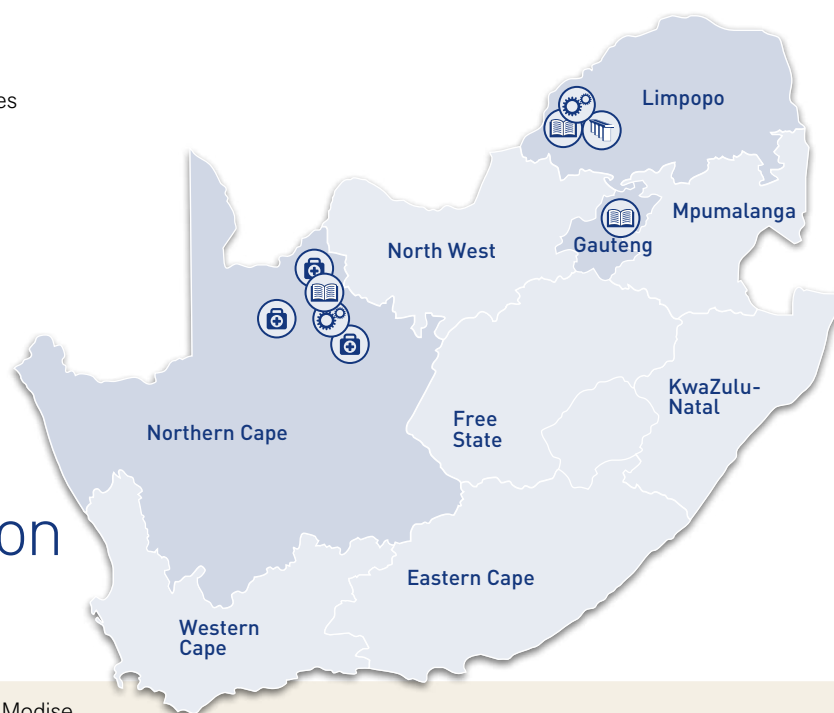 es
Limpopo
Mpumalanga
North West
Gauteng
KwaZulu-
Natal
Free
State
Northern Cape
on
Eastern Cape
Western
Cape
Modise